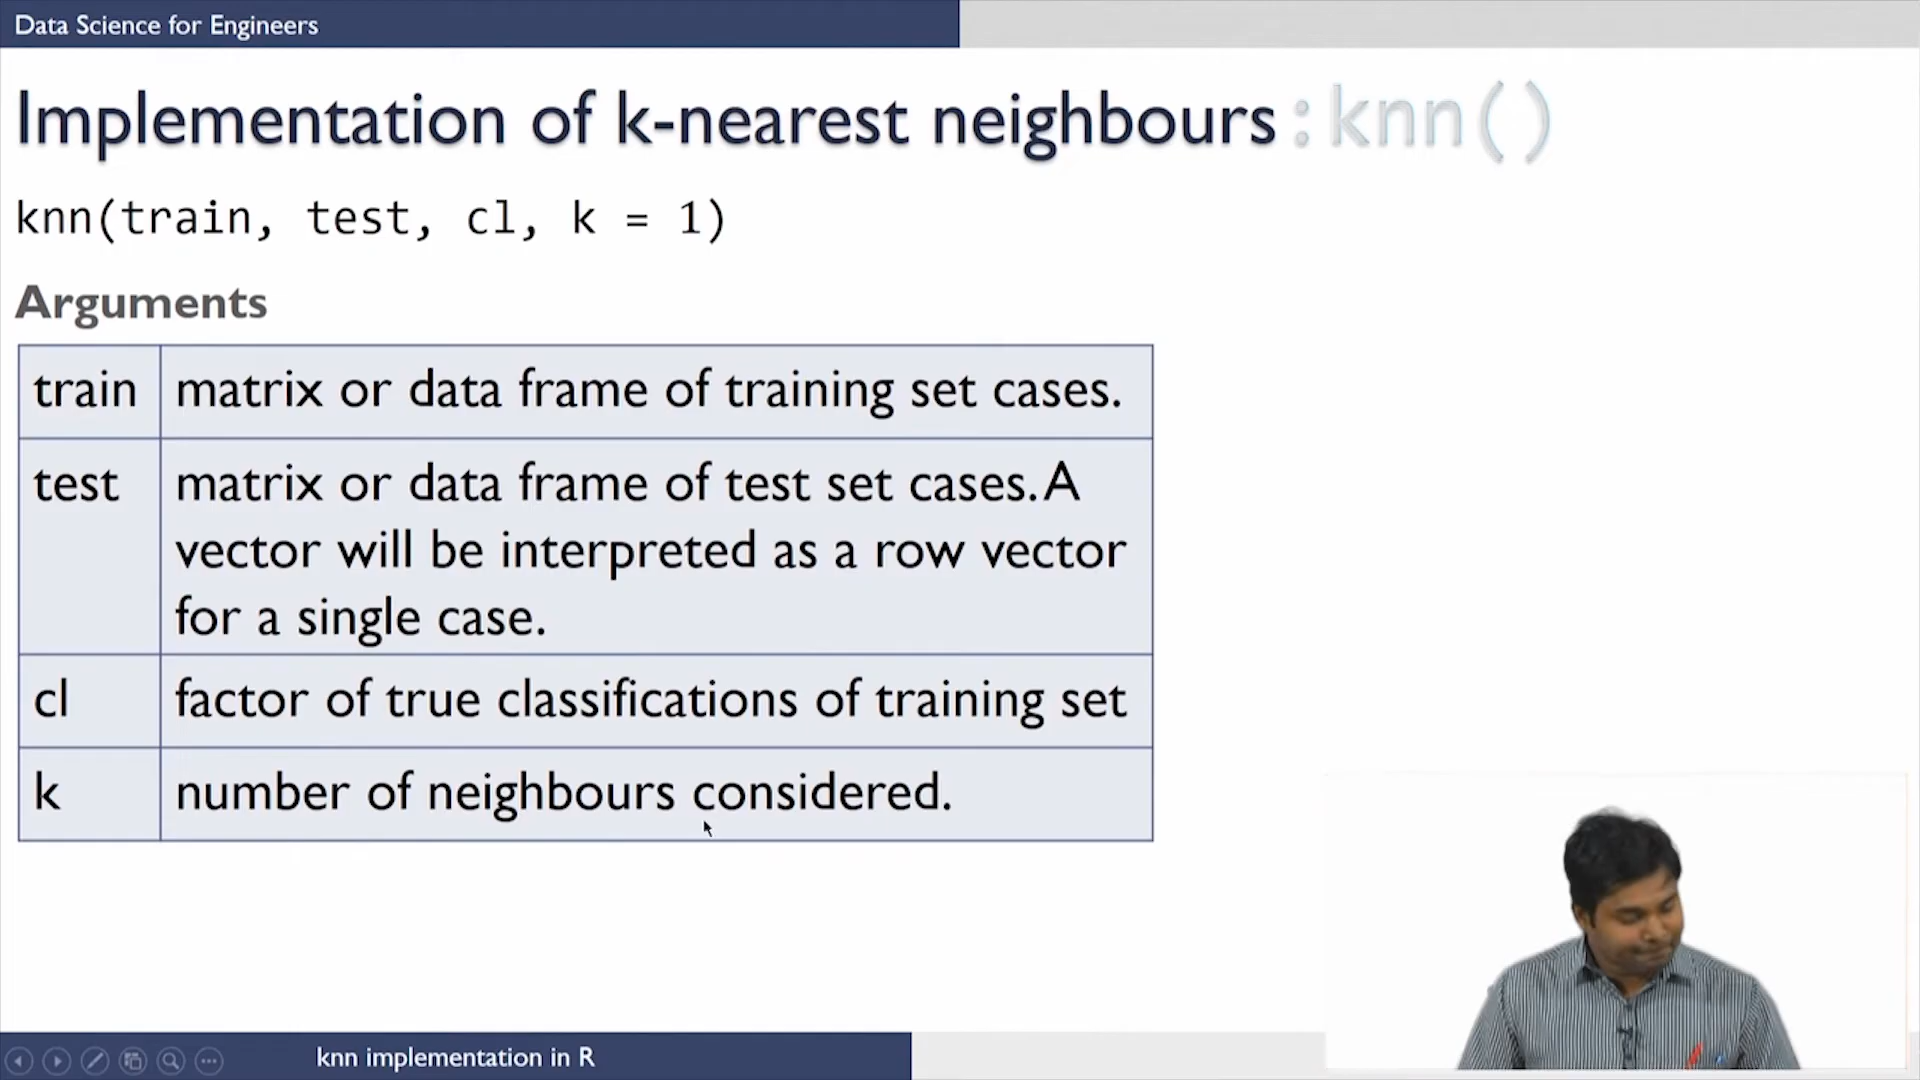 Data Science for Engineers
Implementation of k-nearest neighbours:knn()
knn(train, test, cl, k = 1)
Arguments
train matrix or data frame of training set cases.
test matrix or data frame of test set cases. A
vector will be interpreted as a row vector
for a single case.
cl factor of true classifications of training set
k number of neighbours considered.
knn implementation in R